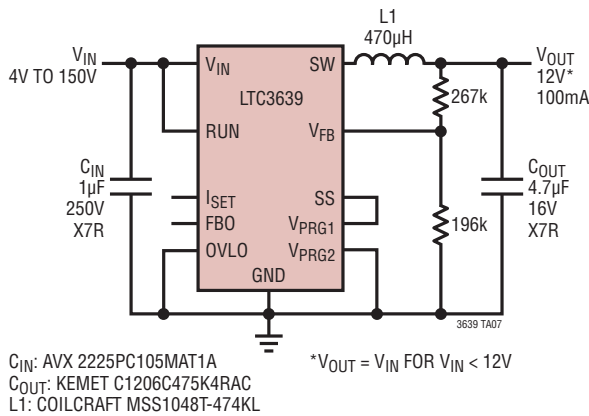 L1
470µH
VIN
4V TO 150V
VIN
SW
VOUT
12V*
100mA
LTC3639
267k
RUN
VFB
CIN
1µF
250V
X7R
ISET
FBO
OVLO
SS
VPRG1
VPRG2
GND
196k
COUT
4.7µF
16V
X7R
3639 TA07
CIN: AVX 2225PC105MAT1A
COUT: KEMET C1206C475K4RAC
L1: COILCRAFT MSS1048T-474KL
*VOUT = VIN FOR VIN < 12V